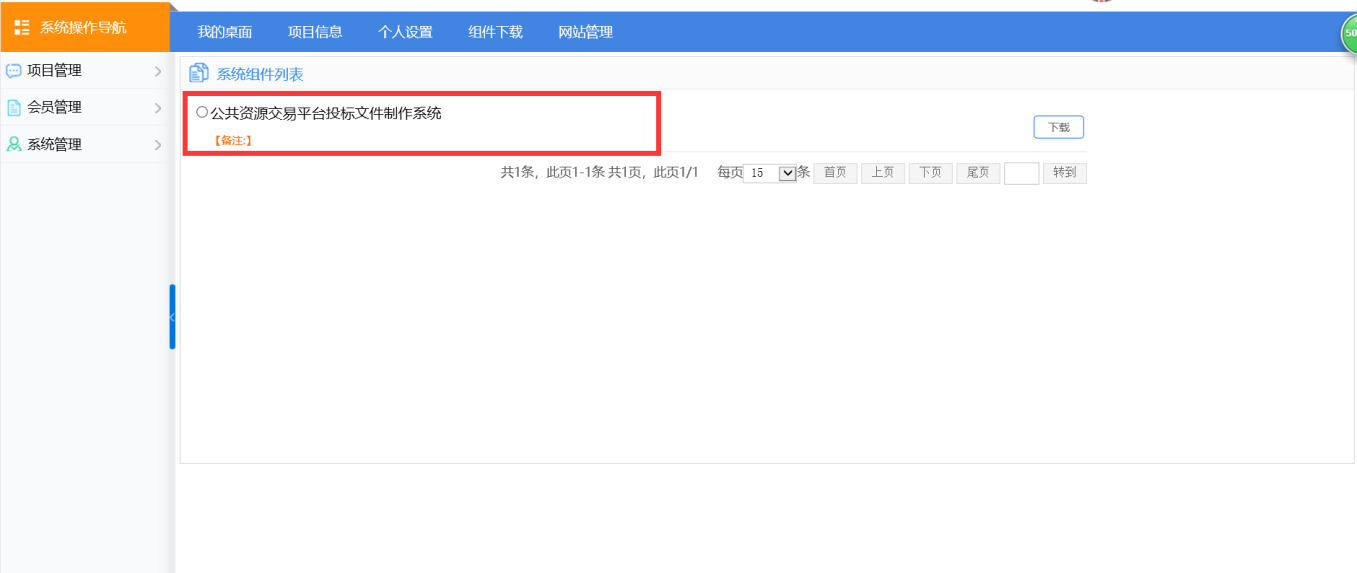 系统操作导航
我的桌面 项目信息 个人设置 组件下载 网站管理
50
项目管理
会员管理
系统管理
系统组件列表
公共资源交易平台投标文件制作系统
【备注:】
下载
共1条，此页1-1条 共1页，此页1/1 每页 15 条 首页 上页 下页 尾页 转到